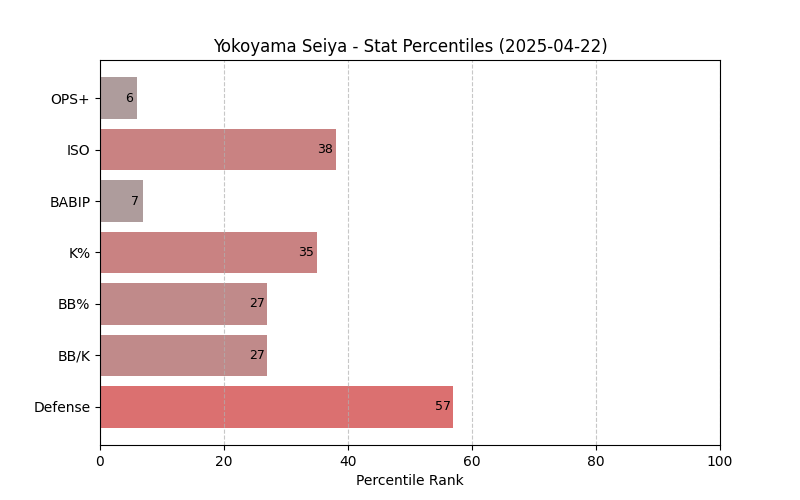 Yokoyama Seiya - Stat Percentiles (2025-04-22)
OPS+ 6
ISO 38
BABIP 7
K% 35
BB% 27
BB/K 27
Defense 57
0 20 40 60 80 100
Percentile Rank